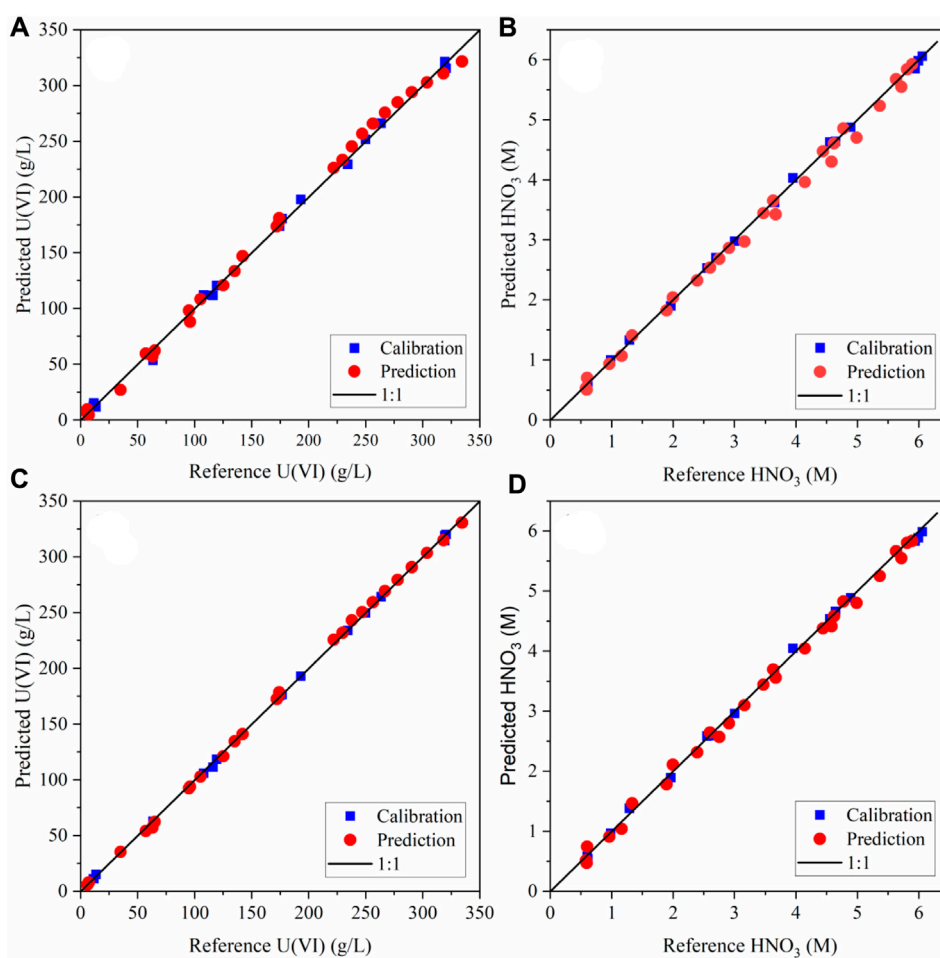 A
350
300
250
200
150
100
50
0
Predicted U(VI) (g/L)
Calibration
Prediction
1:1
0 50 100 150 200 250 300 350
Reference U(VI) (g/L)
B
6
5
4
3
2
1
0
Predicted HNO₃ (M)
Calibration
Prediction
1:1
0 1 2 3 4 5 6
Reference HNO₃ (M)
C
350
300
250
200
150
100
50
0
Predicted U(VI) (g/L)
Calibration
Prediction
1:1
0 50 100 150 200 250 300 350
Reference U(VI) (g/L)
D
6
5
4
3
2
1
0
Predicted HNO₃ (M)
Calibration
Prediction
1:1
0 1 2 3 4 5 6
Reference HNO₃ (M)